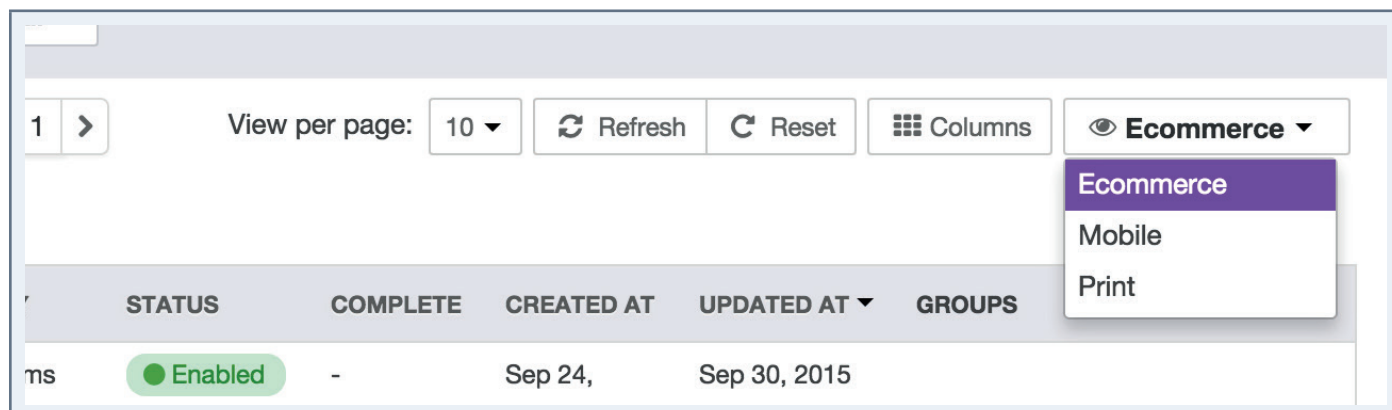 1 View per page: 10 Refresh Reset Columns Ecommerce
Ecommerce
Mobile
Print
STATUS COMPLETE CREATED AT UPDATED AT GROUPS
ms Enabled - Sep 24, Sep 30, 2015